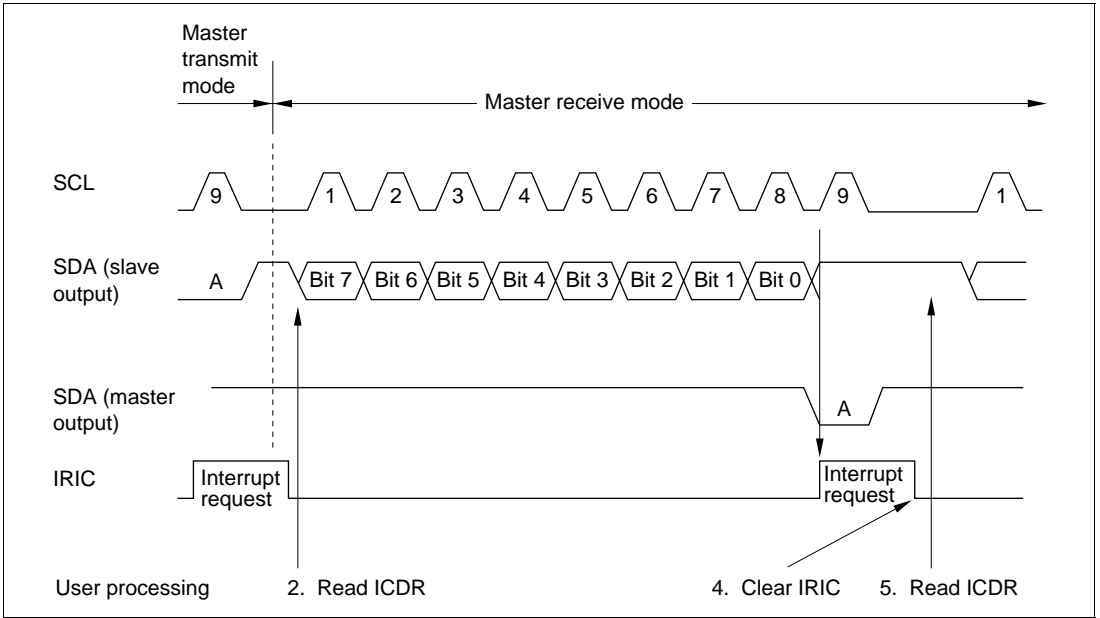 Master
transmit
mode
Master receive mode
SCL
9
1
2
3
4
5
6
7
8
9
1
SDA (slave
output)
A
Bit 7
Bit 6
Bit 5
Bit 4
Bit 3
Bit 2
Bit 1
Bit 0
SDA (master
output)
A
IRIC
Interrupt
request
Interrupt
request
User processing
2. Read ICDR
4. Clear IRIC
5. Read ICDR